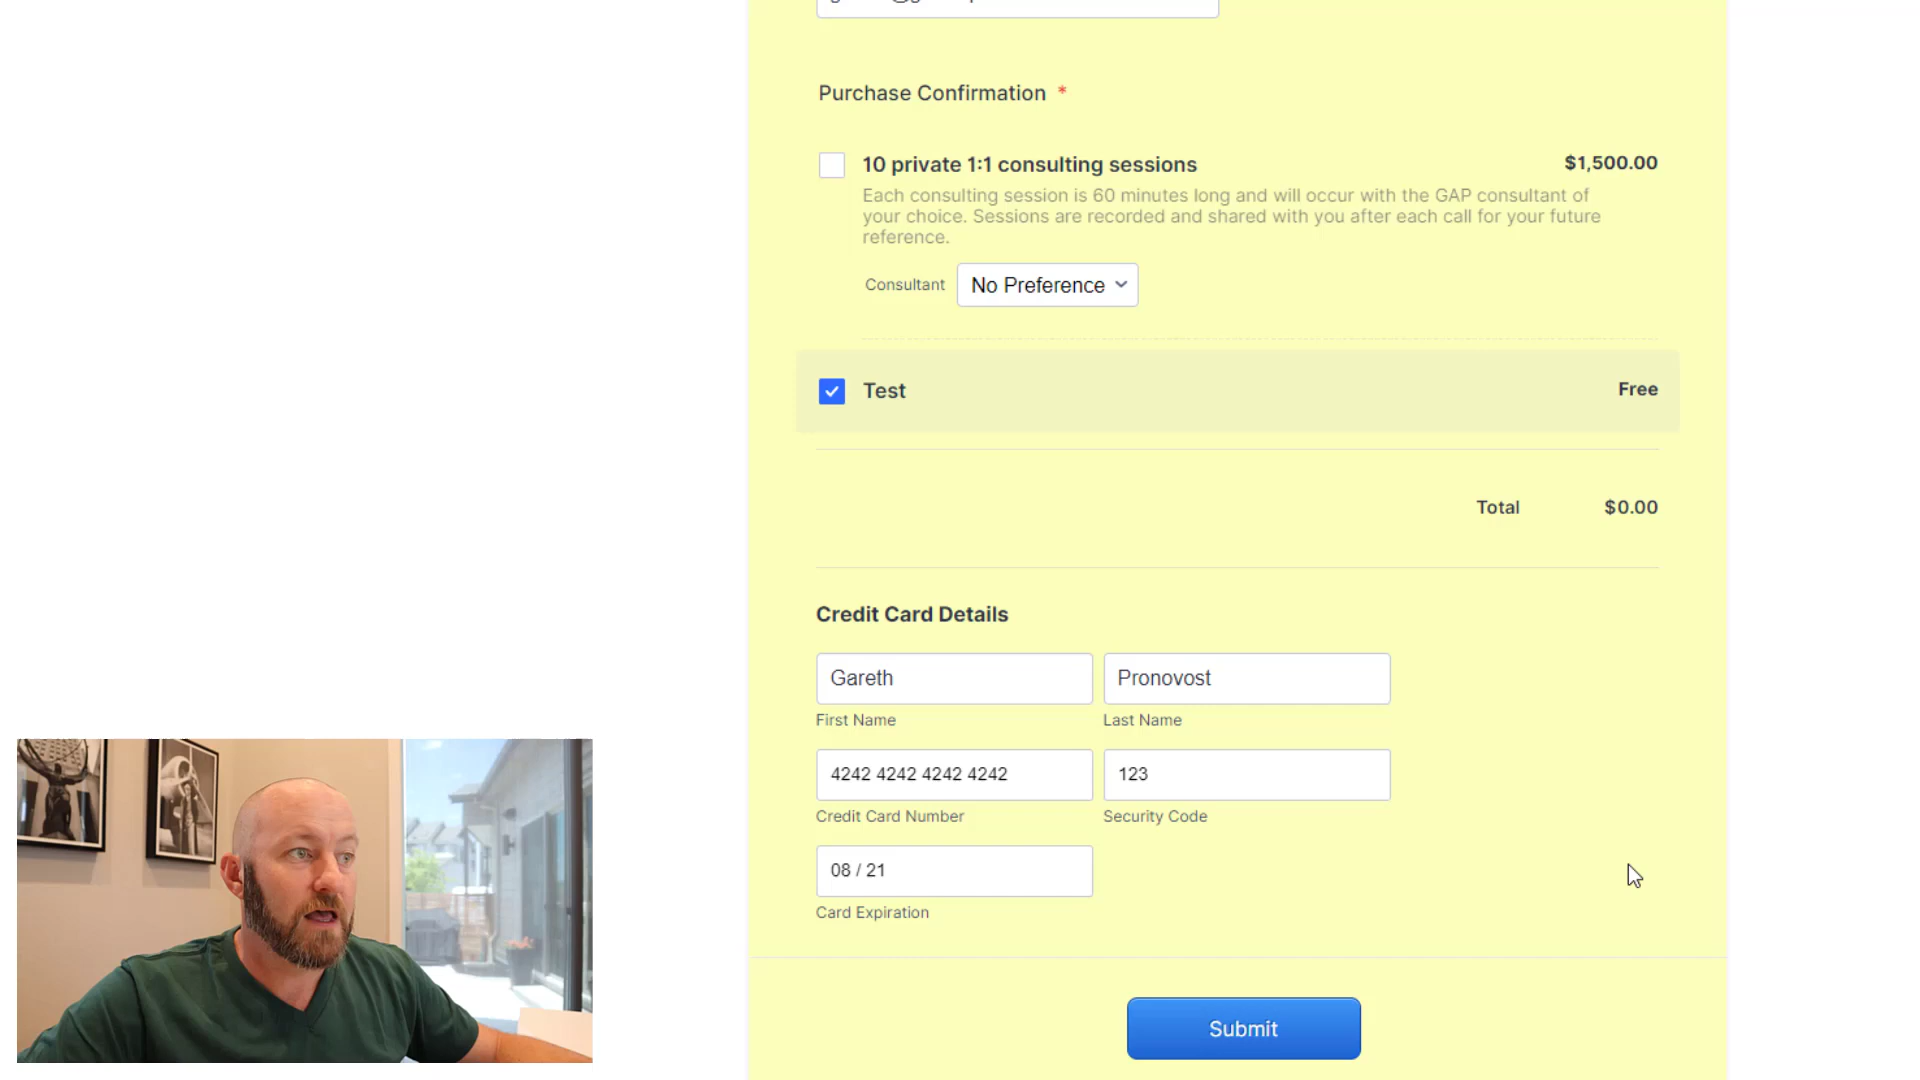 Purchase Confirmation *
10 private 1:1 consulting sessions $1,500.00
Each consulting session is 60 minutes long and will occur with the GAP consultant of
your choice. Sessions are recorded and shared with you after each call for your future
reference.
Consultant No Preference
Test Free
Total $0.00
Credit Card Details
Gareth Pronovost
First Name Last Name
4242 4242 4242 4242 123
Credit Card Number Security Code
08 / 21
Card Expiration
Submit